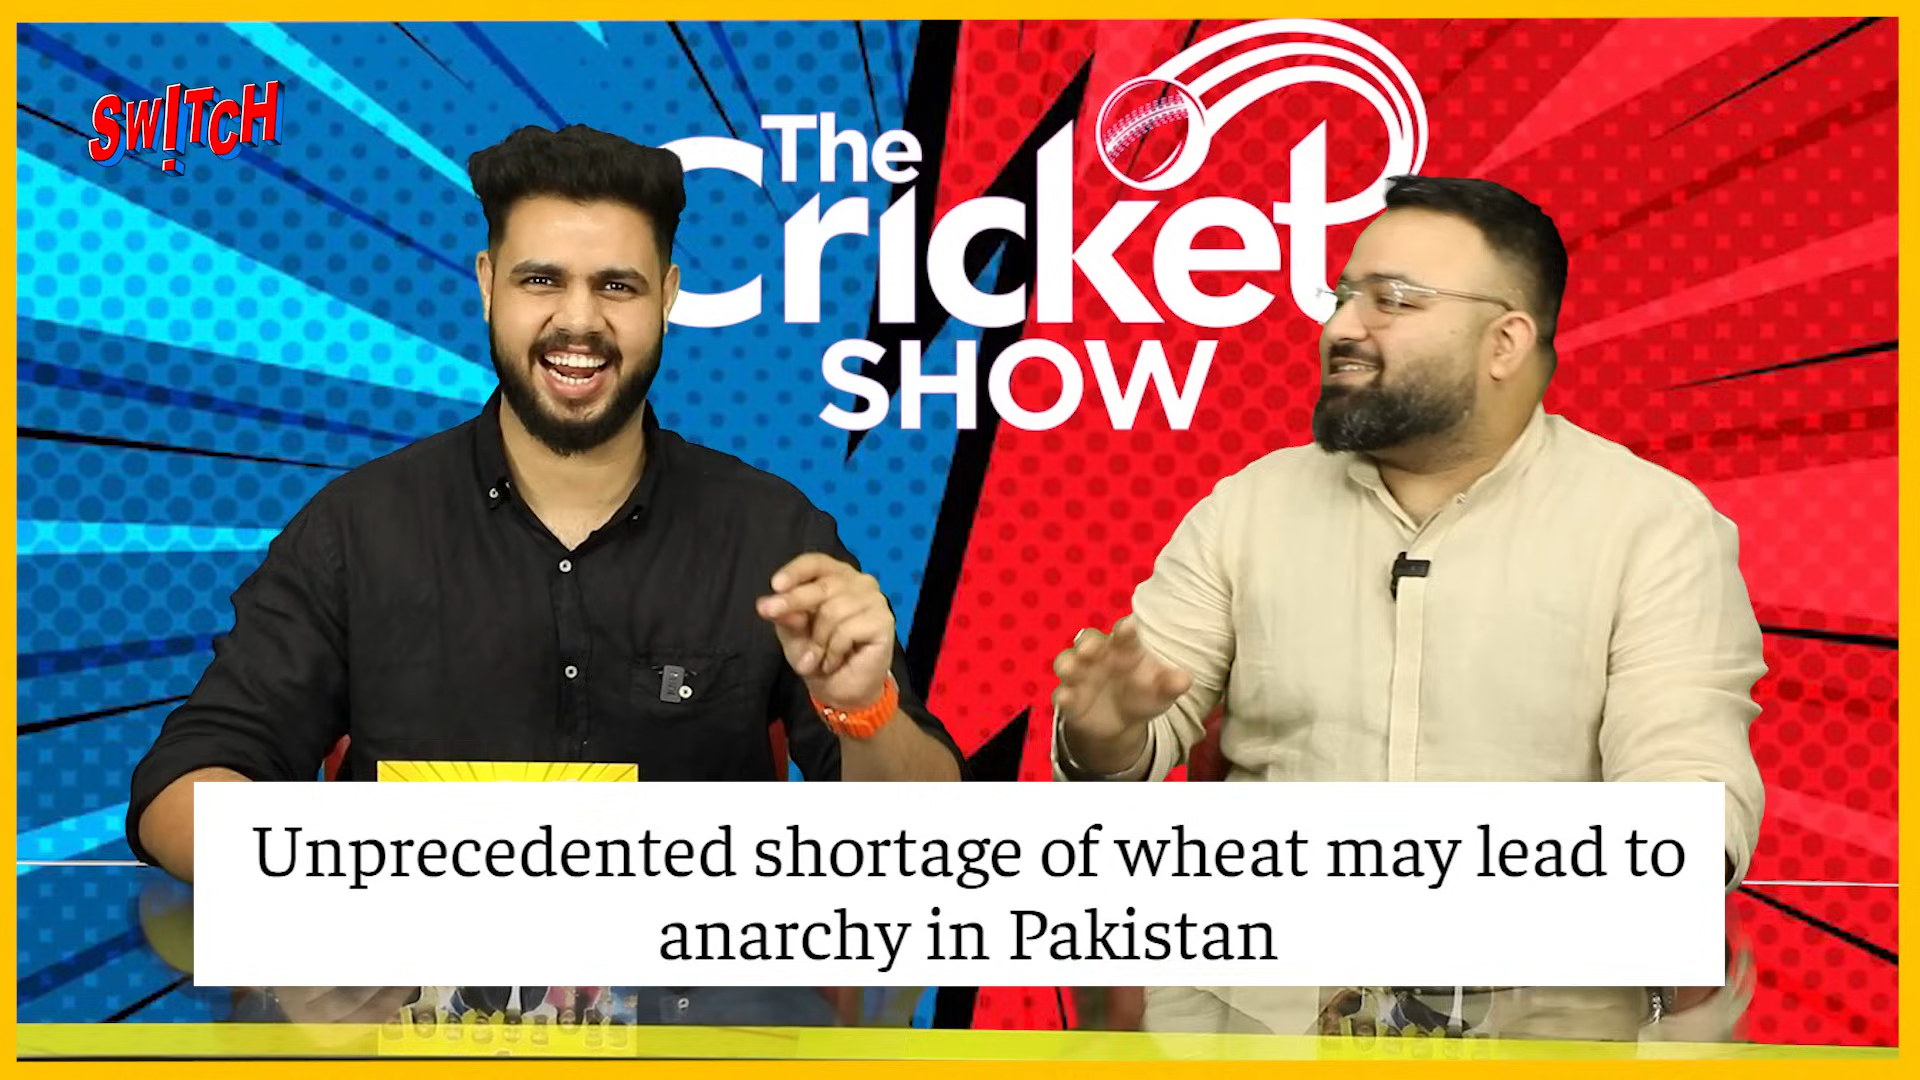 SW!TCH
The
Cricket
SHOW
Unprecedented shortage of wheat may lead to
anarchy in Pakistan